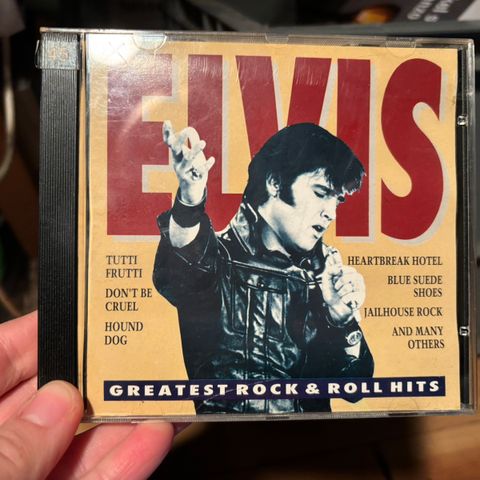 ELVIS
TUTTI
FRUTTI
DON'T BE
CRUEL
HOUND
DOG
HEARTBREAK HOTEL
BLUE SUEDE
SHOES
JAILHOUSE ROCK
AND MANY
OTHERS
GREATEST ROCK & ROLL HITS